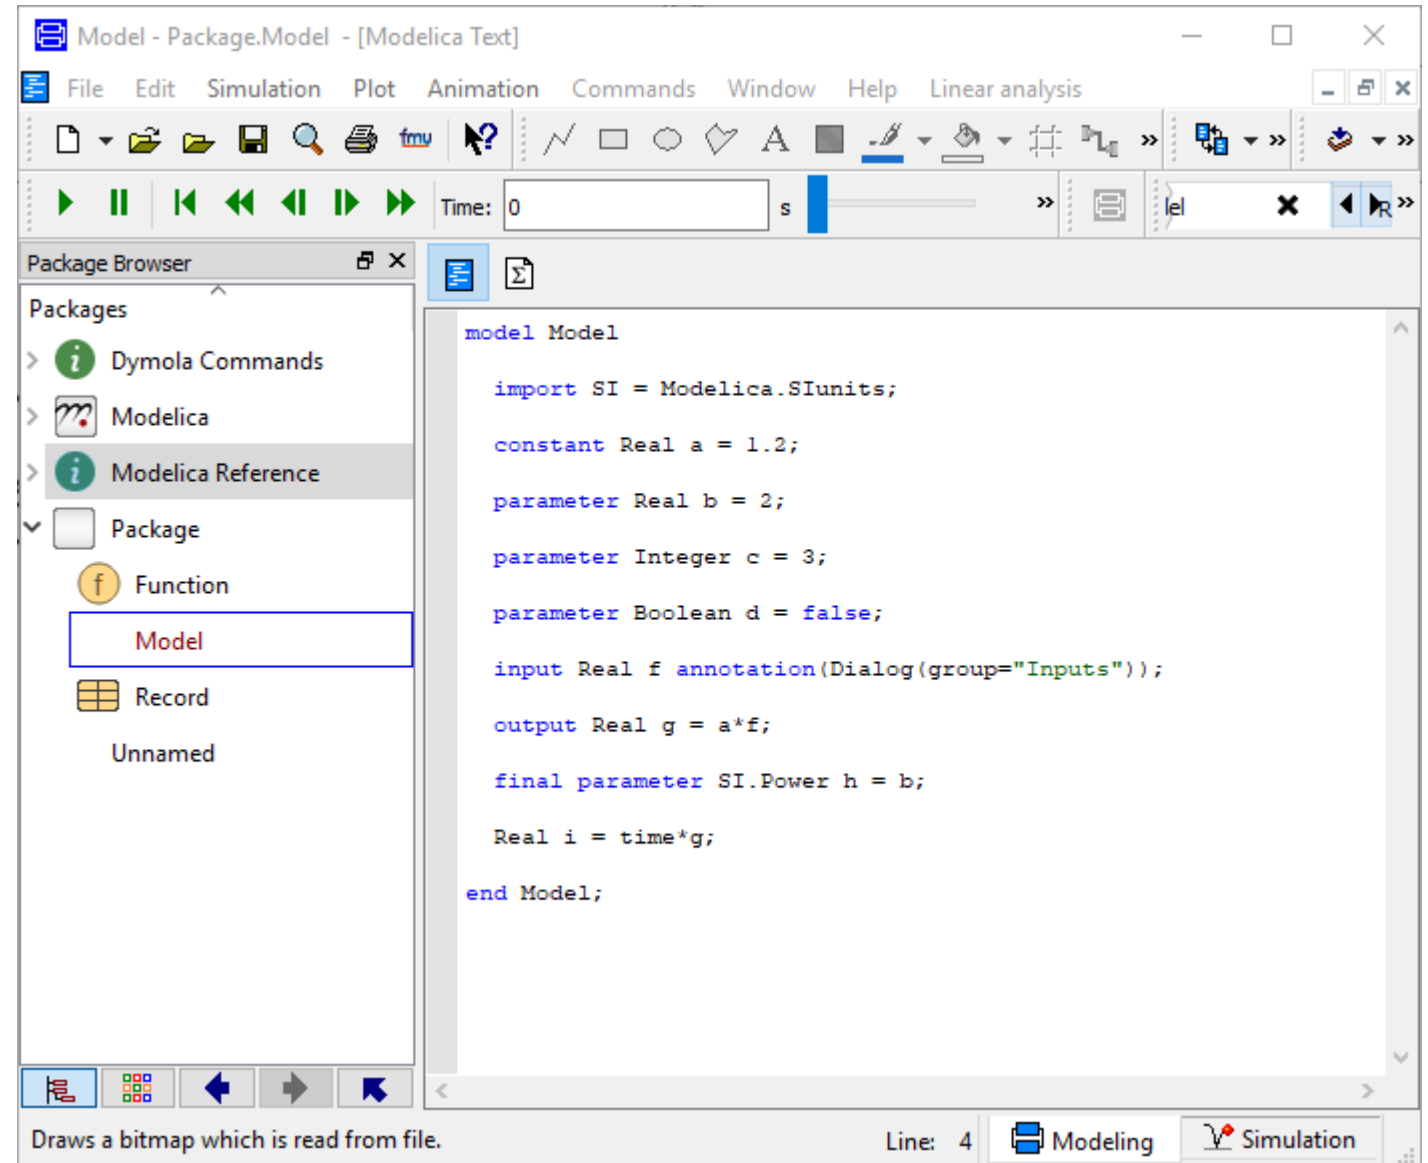 Model - Package.Model - [Modelica Text]
File Edit Simulation Plot Animation Commands Window Help Linear analysis
fmu A
Time: 0 s lel R
Package Browser
Packages
Dymola Commands
Modelica
Modelica Reference
Package
Function
Model
Record
Unnamed
model Model
import SI = Modelica.SIunits;
constant Real a = 1.2;
parameter Real b = 2;
parameter Integer c = 3;
parameter Boolean d = false;
input Real f annotation(Dialog(group="Inputs"));
output Real g = a*f;
final parameter SI.Power h = b;
Real i = time*g;
end Model;
Draws a bitmap which is read from file.
Line: 4 Modeling Simulation